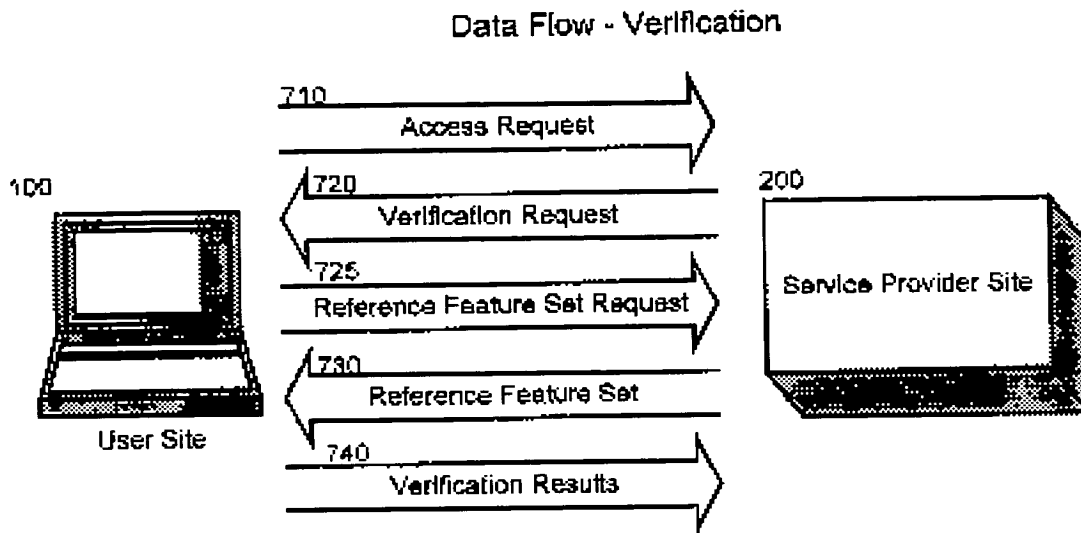 Data Flow - Verification
710
Access Request
100
720
200
Verification Request
725
Reference Feature Set Request
Service Provider Site
730
Reference Feature Set
User Site
740
Verification Results